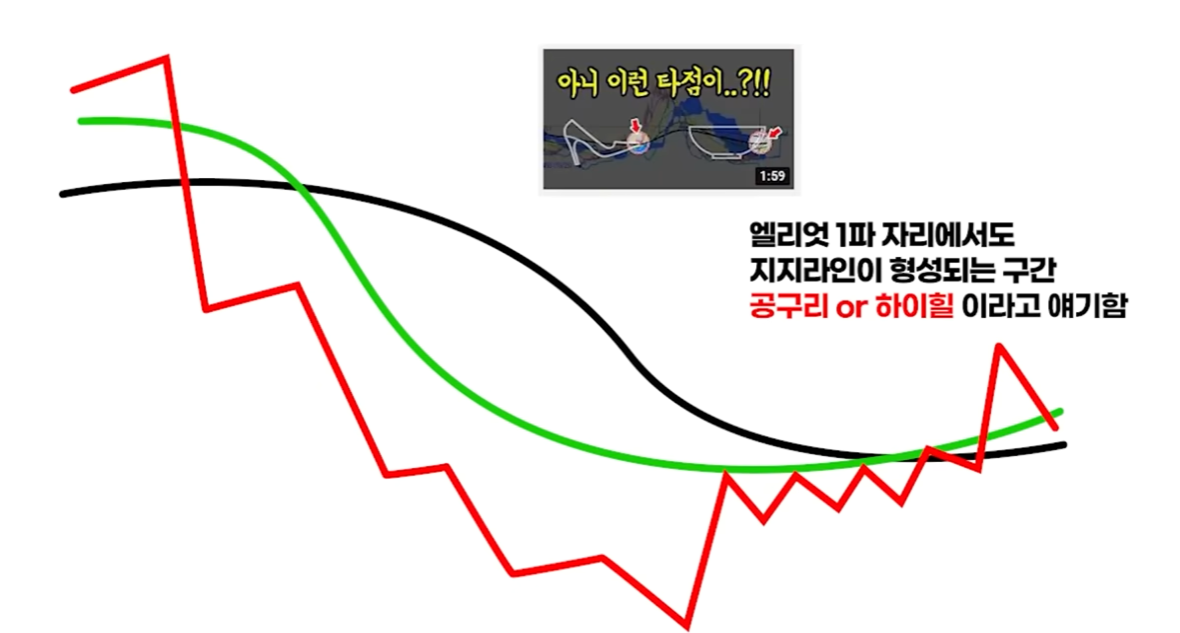 아니 이런 타점이..?!!
1:59
엘리엇 1파 자리에서도
지지라인이 형성되는 구간
공구리 or 하이힐 이라고 얘기함